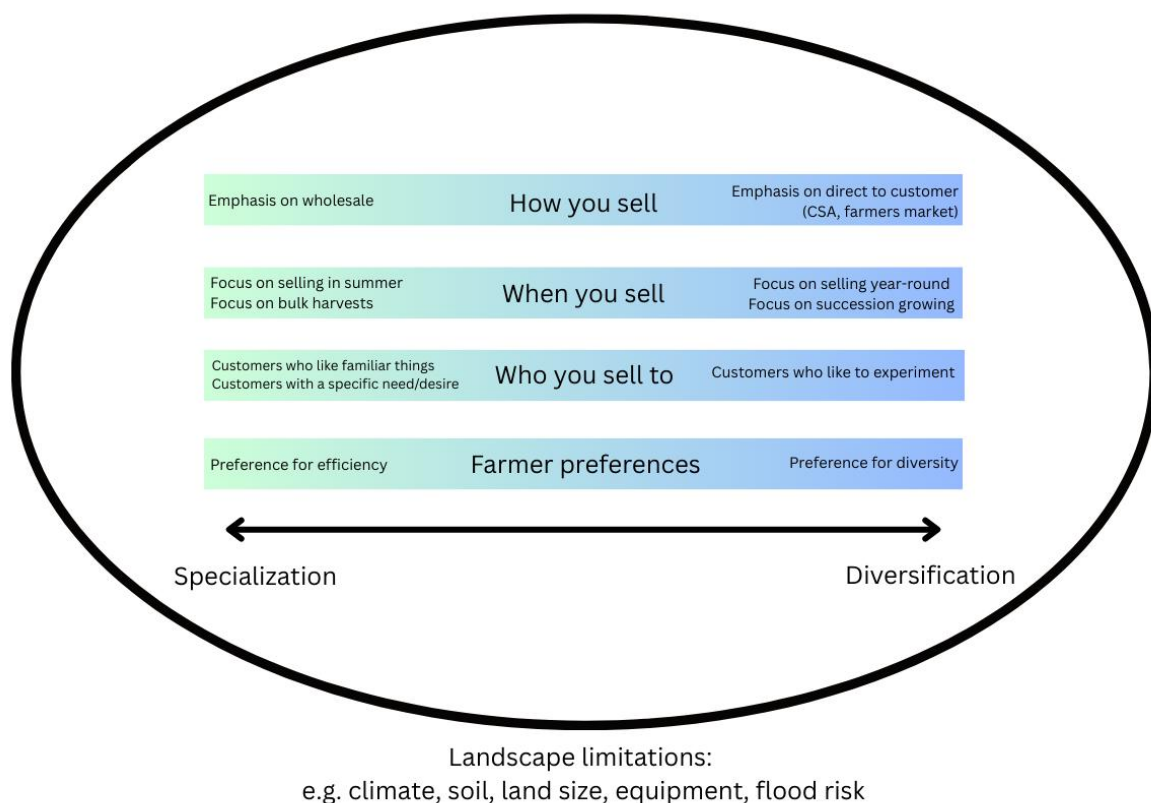 Emphasis on wholesale
How you sell
Emphasis on direct to customer
(CSA, farmers market)
Focus on selling in summer
Focus on bulk harvests
When you sell
Focus on selling year-round
Focus on succession growing
Customers who like familiar things
Customers with a specific need/desire
Who you sell to
Customers who like to experiment
Preference for efficiency
Farmer preferences
Preference for diversity
Specialization
Diversification
Landscape limitations:
e.g. climate, soil, land size, equipment, flood risk